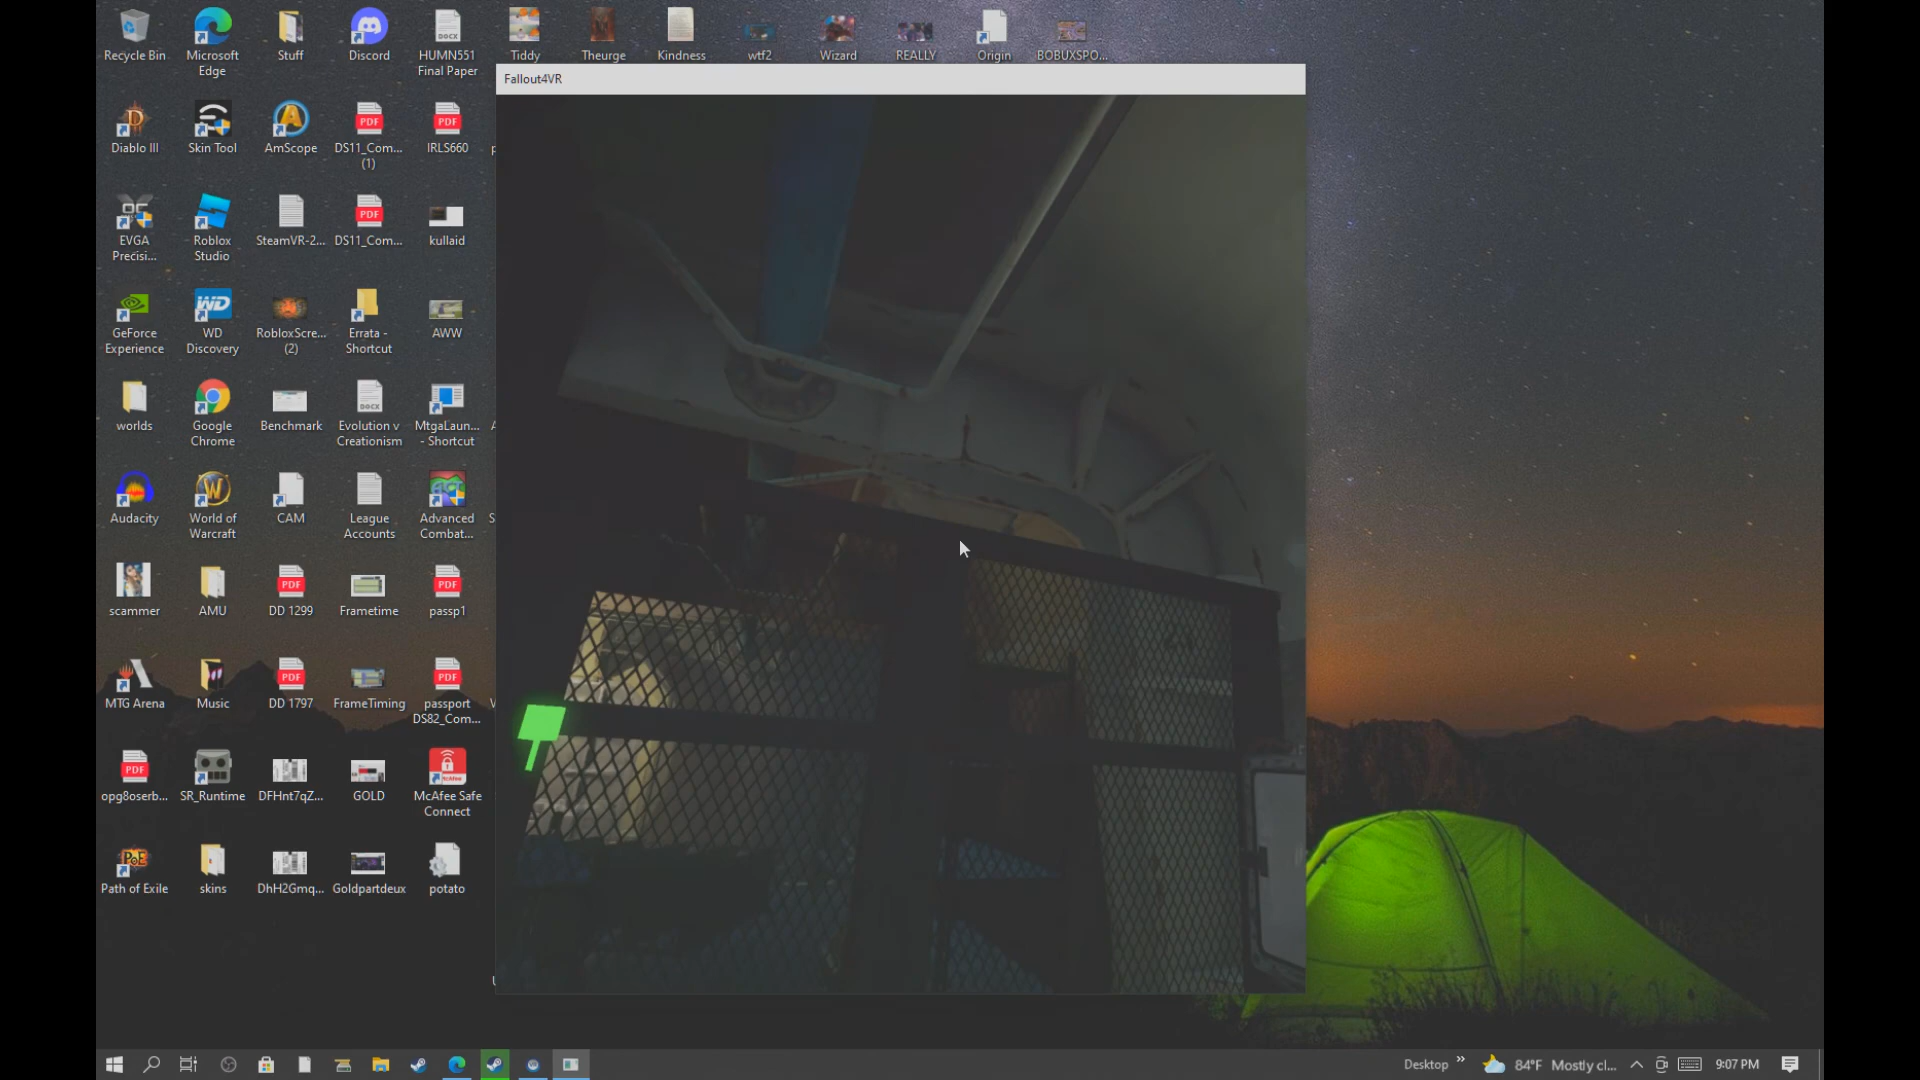 Recycle Bin
Microsoft
Edge
Stuff
Discord
HUMN551
Final Paper
Tiddy
Theurge
Kindness
wtf2
Wizard
REALLY
Origin
BOBUXSPO...
Fallout4VR
Diablo III
Skin Tool
AmScope
DS11_Com...
(1)
IRLS660
EVGA
Precisi...
Roblox
Studio
SteamVR-2...
DS11_Com...
kullaid
GeForce
Experience
WD
Discovery
RobloxScre...
(2)
Errata -
Shortcut
AWW
worlds
Google
Chrome
Benchmark
Evolution v
Creationism
MtgaLaun...
- Shortcut
Audacity
World of
Warcraft
CAM
League
Accounts
Advanced
Combat...
scammer
AMU
DD 1299
Frametime
passp1
MTG Arena
Music
DD 1797
FrameTiming
passport
DS82_Com...
opg8oserb...
SR_Runtime
DFHnt7qZ...
GOLD
McAfee Safe
Connect
Path of Exile
skins
DhH2Gmq...
Goldpartdeux
potato
Desktop
84°F Mostly cl...
9:07 PM